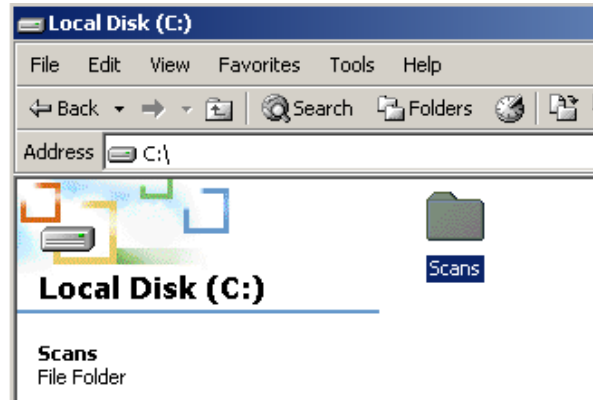 Local Disk (C:)
File Edit View Favorites Tools Help
Back Search Folders
Address C:\
Scans
Local Disk (C:)
Scans
File Folder